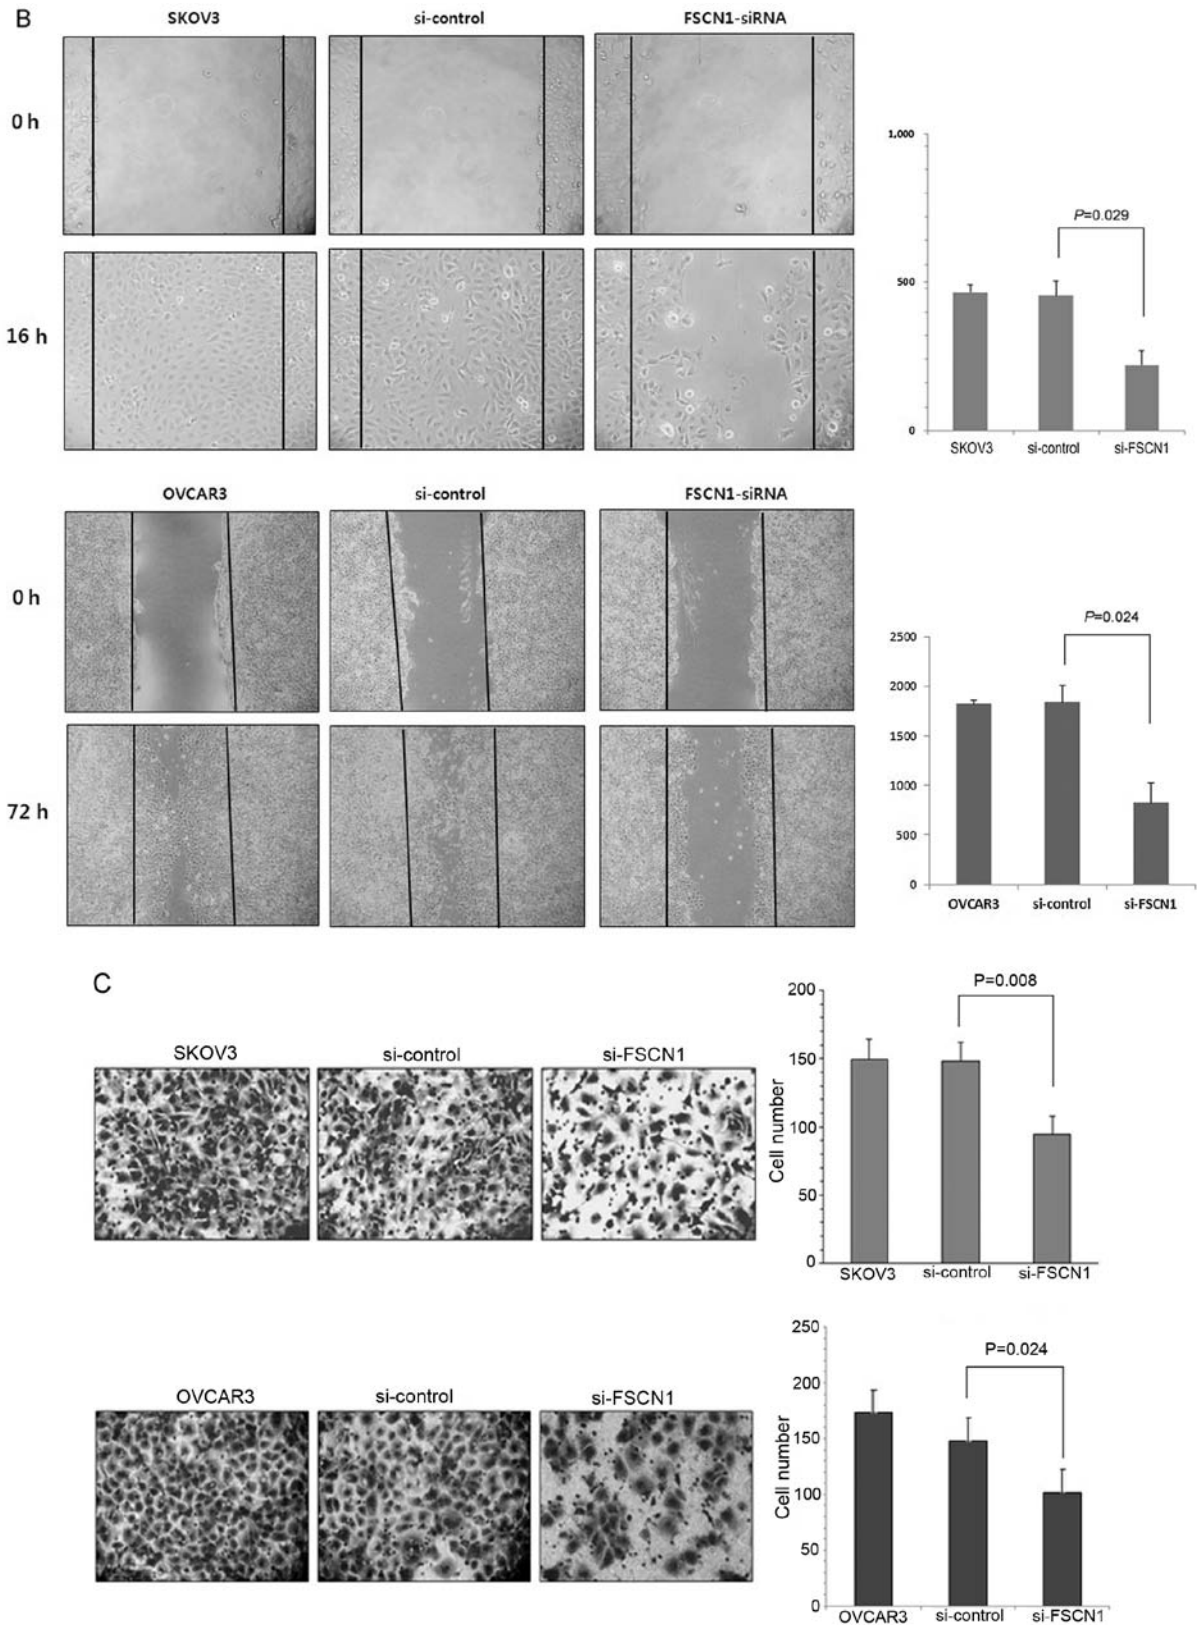 B
SKOV3 si-control FSCN1-siRNA
0 h
16 h
1,000
500
0
P=0.029
SKOV3 si-control si-FSCN1
OVCAR3 si-control FSCN1-siRNA
0 h
72 h
2500
2000
1500
1000
500
0
P=0.024
OVCAR3 si-control si-FSCN1
C
SKOV3 si-control si-FSCN1
Cell number
200
150
100
50
0
P=0.008
SKOV3 si-control si-FSCN1
OVCAR3 si-control si-FSCN1
Cell number
250
200
150
100
50
0
P=0.024
OVCAR3 si-control si-FSCN1